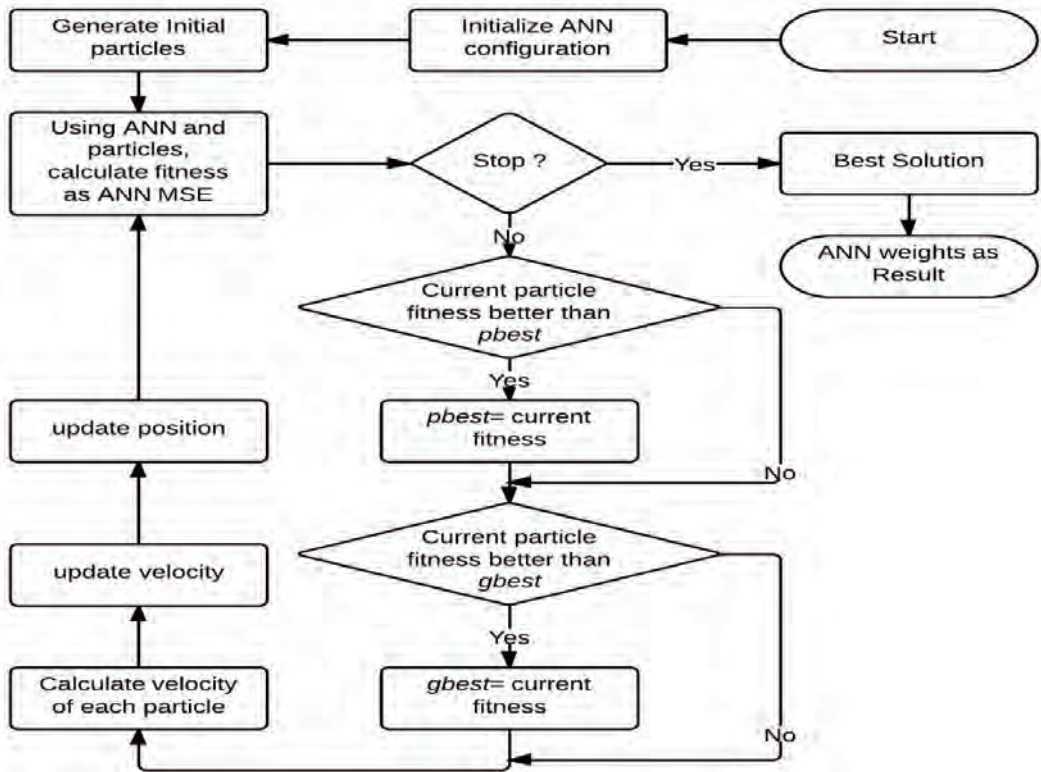 Start
Initialize ANN
configuration
Generate Initial
particles
Using ANN and
particles,
calculate fitness
as ANN MSE
Stop ?
Yes
Best Solution
ANN weights as
Result
No
Current particle
fitness better than
pbest
Yes
pbest= current
fitness
No
Current particle
fitness better than
gbest
Yes
gbest= current
fitness
No
Calculate velocity
of each particle
update velocity
update position